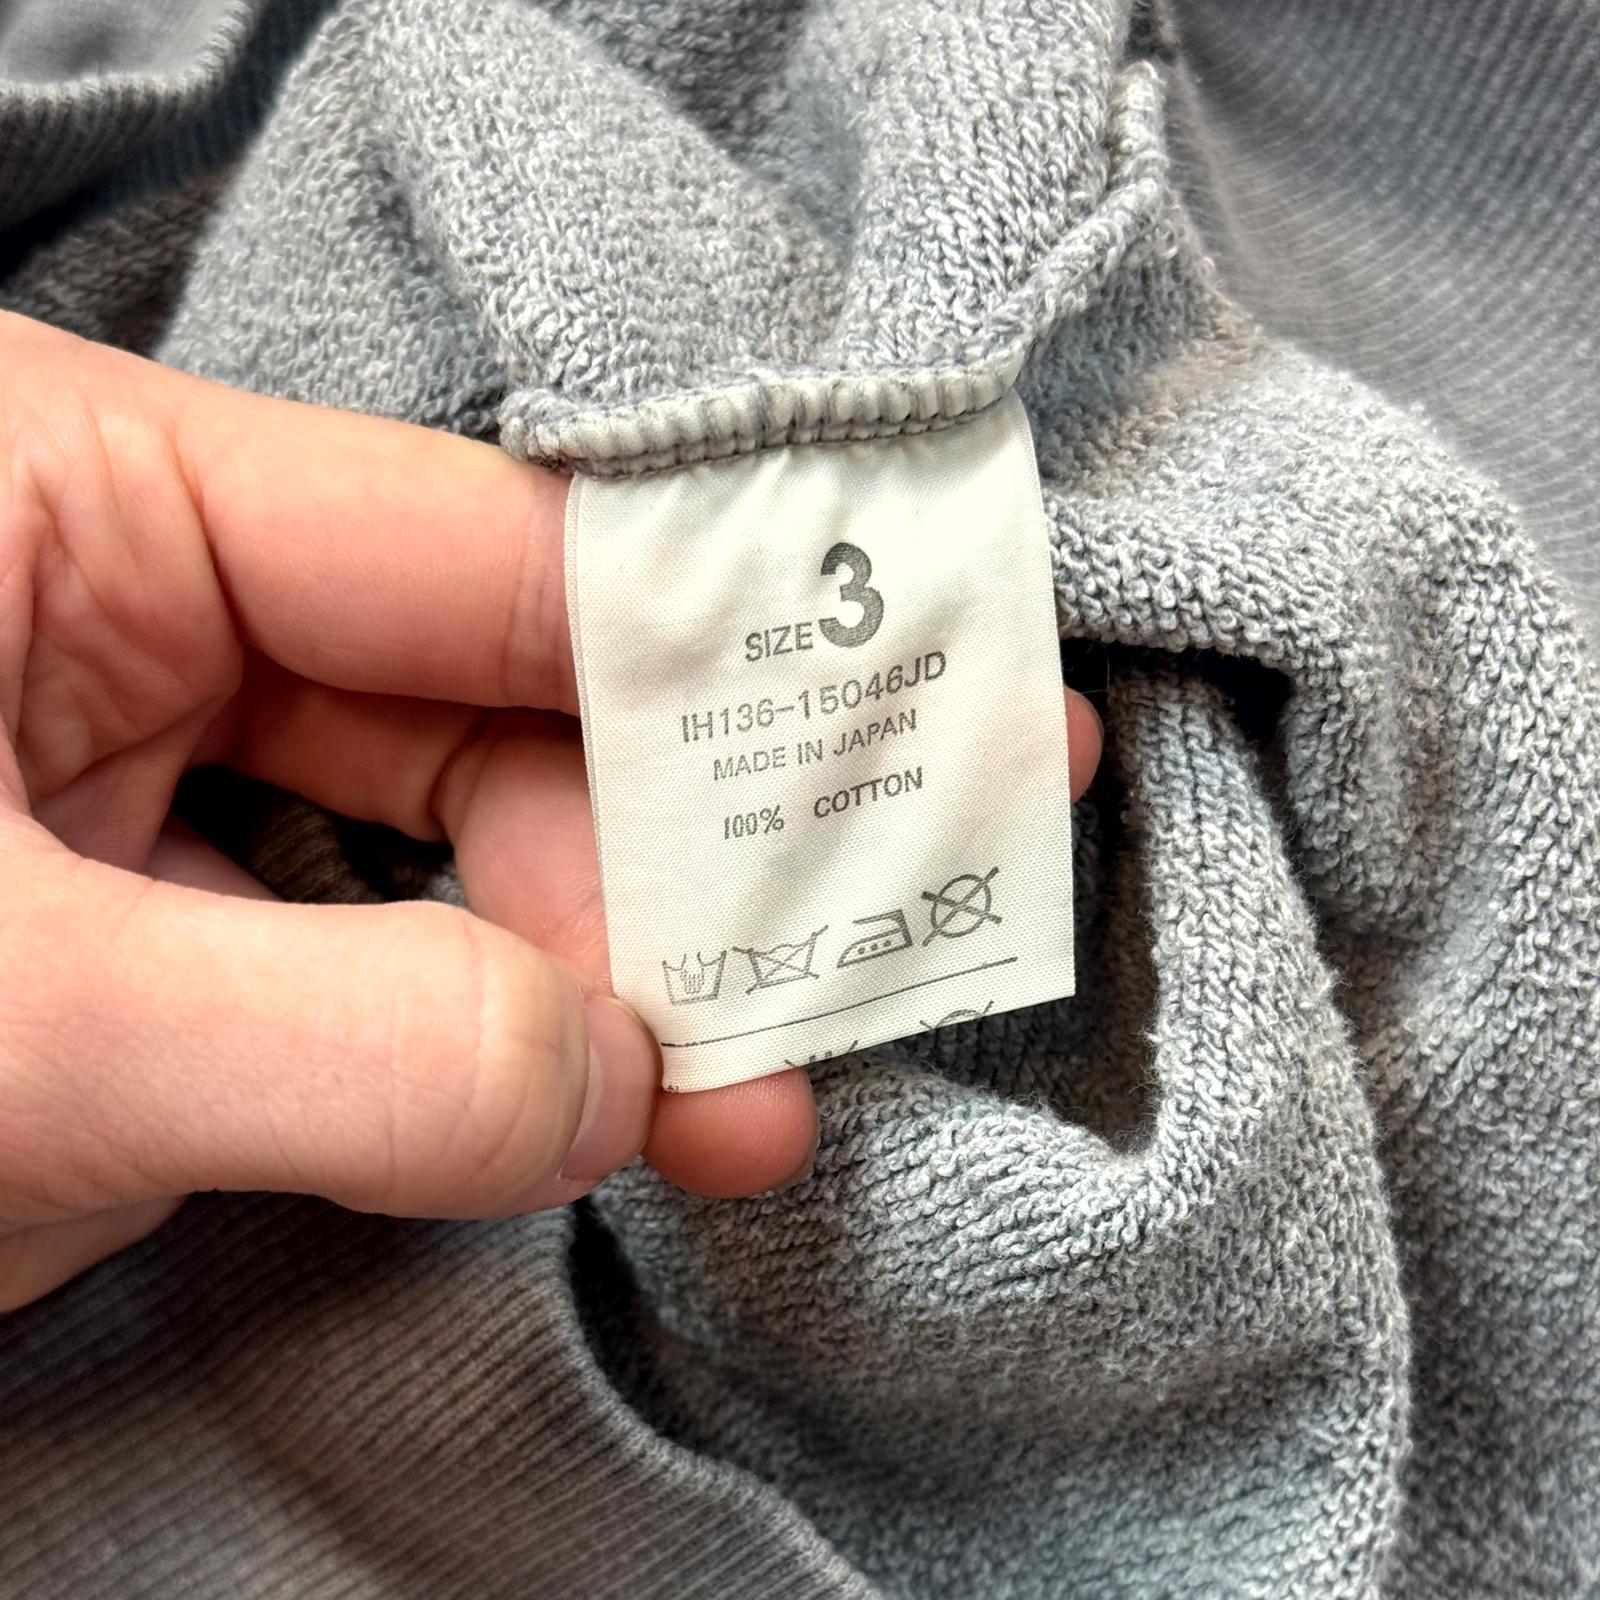 SIZE 3
IH136-15046JD
MADE IN JAPAN
100% COTTON